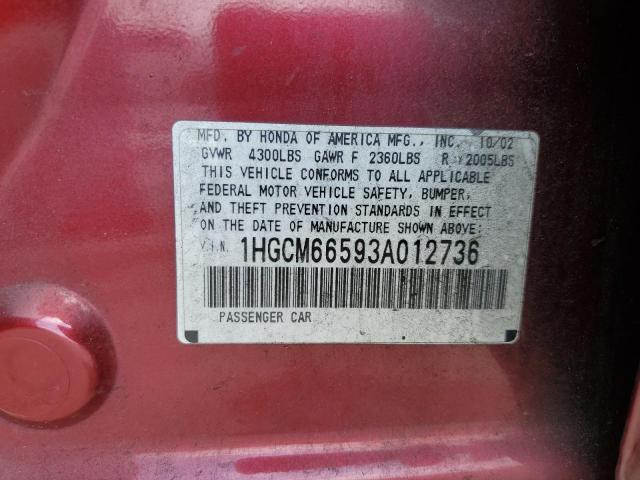 MFD. BY HONDA OF AMERICA MFG., INC. 10/02
GVWR 4300LBS GAWR F 2360LBS R 2005LBS
THIS VEHICLE CONFORMS TO ALL APPLICABLE
FEDERAL MOTOR VEHICLE SAFETY, BUMPER,
AND THEFT PREVENTION STANDARDS IN EFFECT
ON THE DATE OF MANUFACTURE SHOWN ABOVE:
V.I.N. 1HGCM66593A012736
PASSENGER CAR